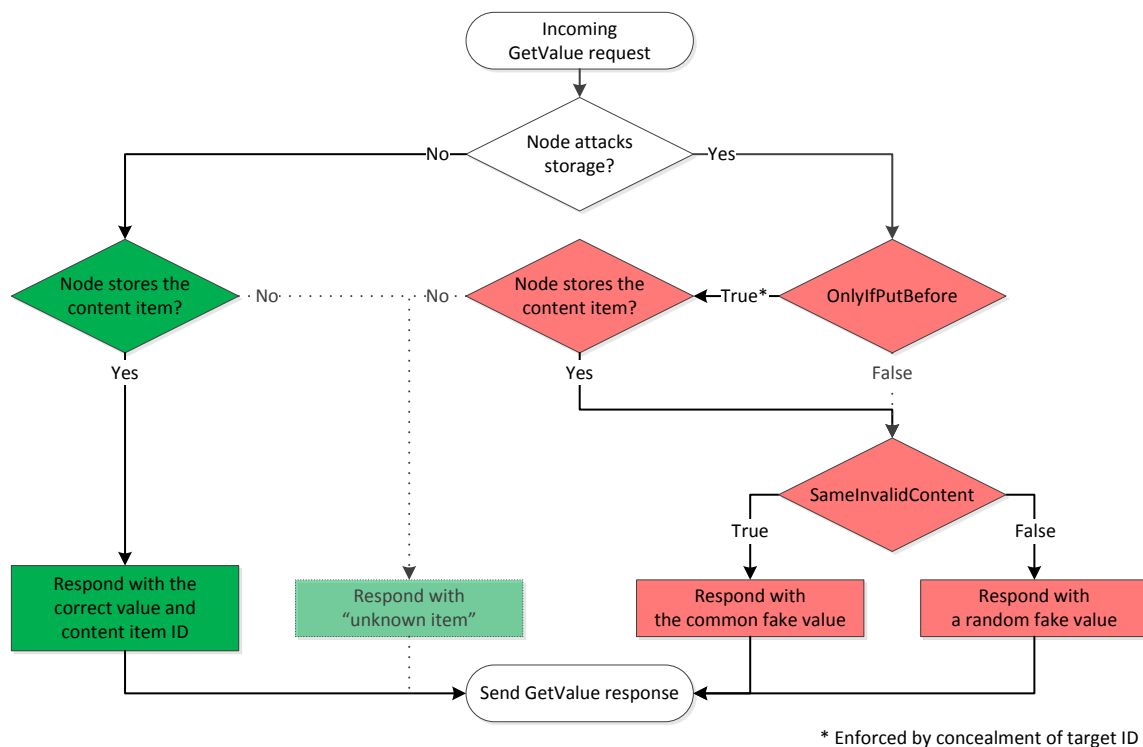 Incoming
GetValue request
Node attacks
storage?
No
Yes
Node stores the
content item?
No
No
Node stores the
content item?
True*
OnlyIfPutBefore
Yes
Yes
False
SameInvalidContent
True
False
Respond with the
correct value and
content item ID
Respond with
“unknown item”
Respond with
the common fake value
Respond with
a random fake value
Send GetValue response
* Enforced by concealment of target ID